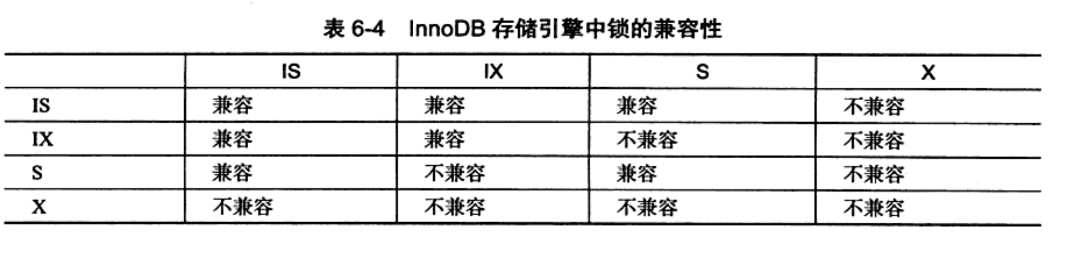 表 6-4 InnoDB 存储引擎中锁的兼容性
IS IX S X
IS 兼容 兼容 兼容 不兼容
IX 兼容 兼容 不兼容 不兼容
S 兼容 不兼容 兼容 不兼容
X 不兼容 不兼容 不兼容 不兼容